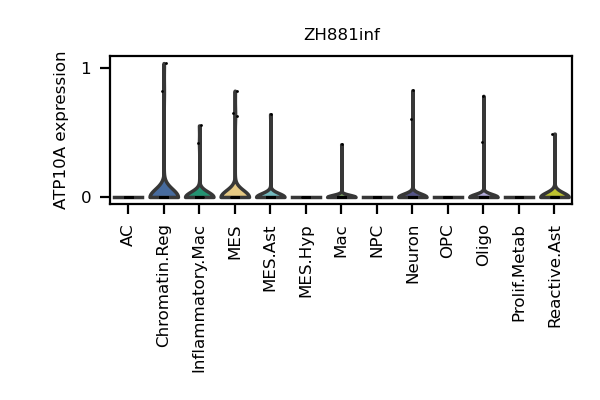 ZH881inf
ATP10A expression
1
0
AC
Chromatin.Reg
Inflammatory.Mac
MES
MES.Ast
MES.Hyp
Mac
NPC
Neuron
OPC
Oligo
Prolif.Metab
Reactive.Ast